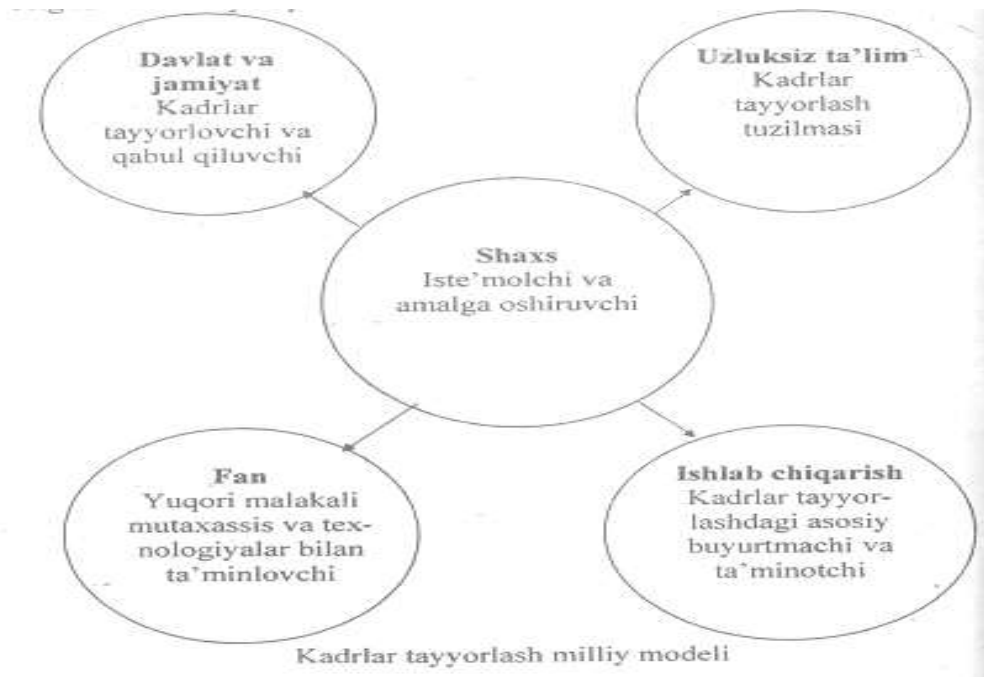 Davlat va
jamiyat
Kadrlar
tayyorlovchi va
qabul qiluvchi
Uzluksiz ta’lim
Kadrlar
tayyorlash
tuzilmasi
Shaxs
Iste’molchi va
amalga oshiruvchi
Fan
Yuqori malakali
mutaxassis va tex-
nologiyalar bilan
ta’minlovchi
Ishlab chiqarish
Kadrlar tayyor-
lashdagi asosiy
buyurtmachi va
ta’minotchi
Kadrlar tayyorlash milliy modeli